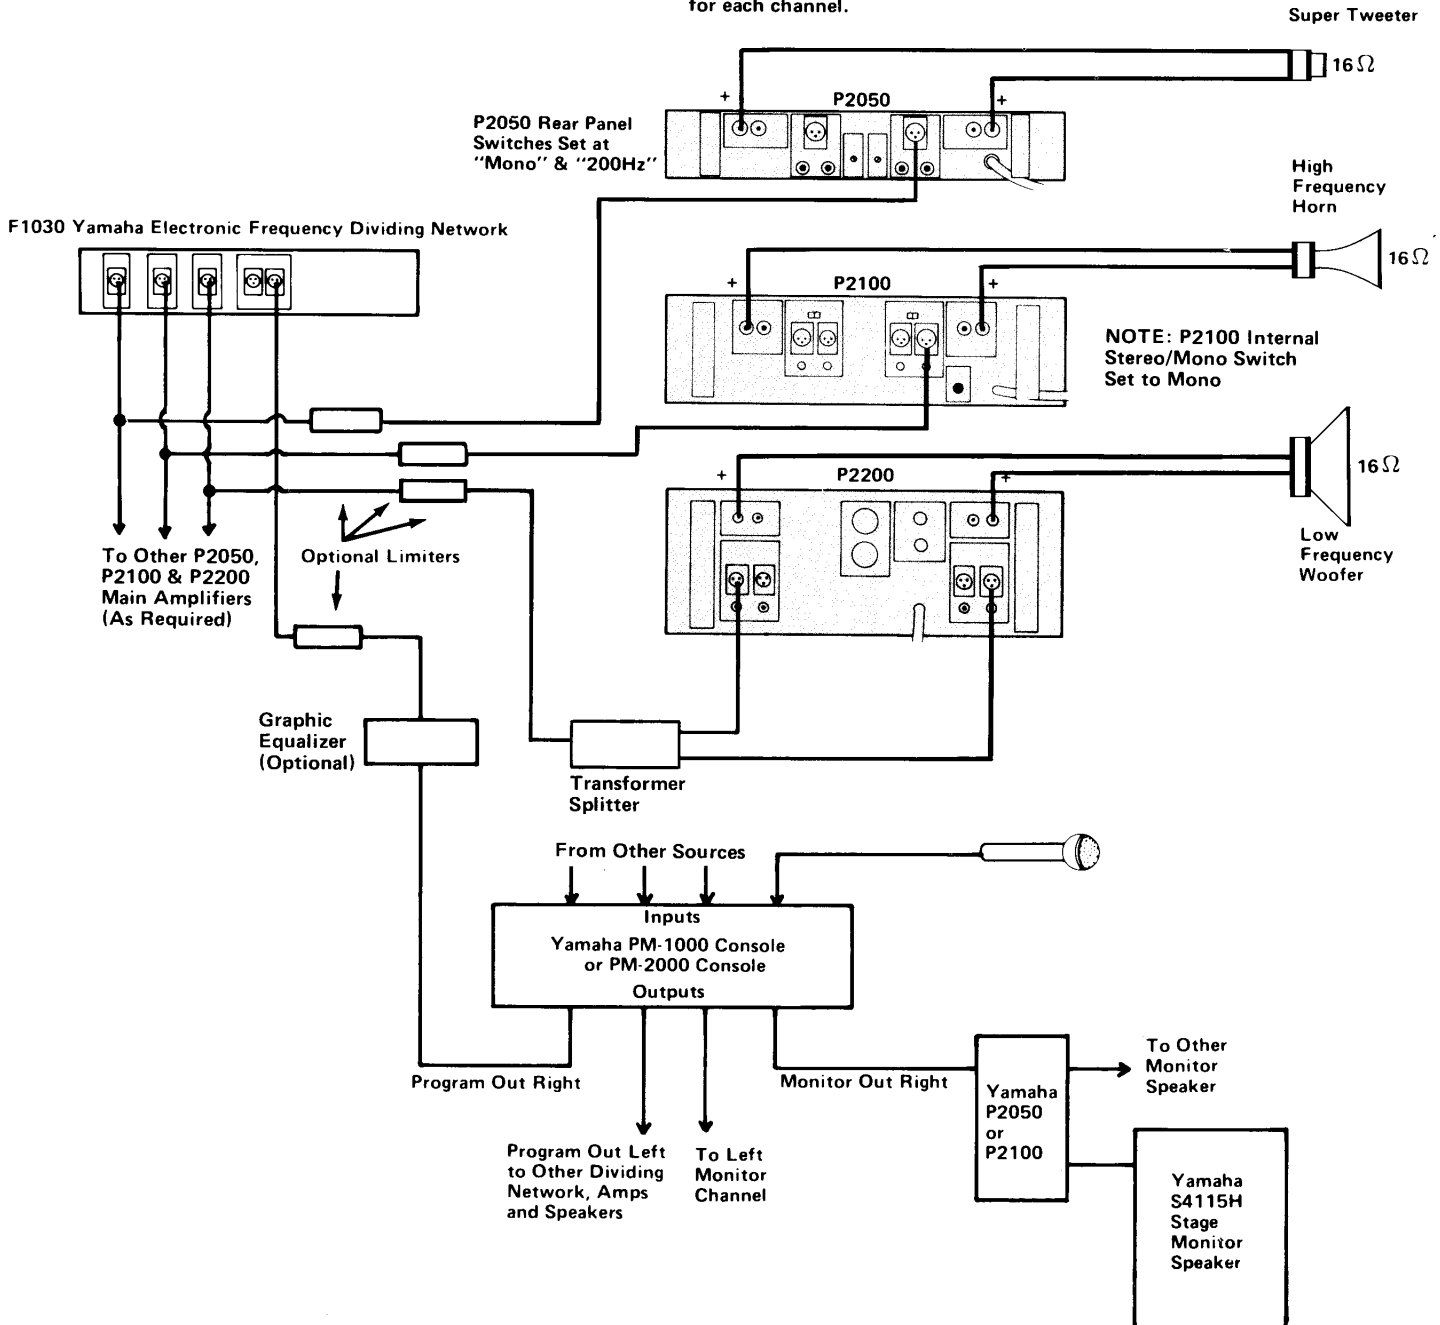 for each channel.
Super Tweeter
16Ω
+
P2050
+
P2050 Rear Panel
Switches Set at
"Mono" & "200Hz"
High
Frequency
Horn
F1030 Yamaha Electronic Frequency Dividing Network
16Ω
+
P2100
+
NOTE: P2100 Internal
Stereo/Mono Switch
Set to Mono
+
P2200
+
16Ω
Low
Frequency
Woofer
To Other P2050,
P2100 & P2200
Main Amplifiers
(As Required)
Optional Limiters
Graphic
Equalizer
(Optional)
Transformer
Splitter
From Other Sources
Inputs
Yamaha PM-1000 Console
or PM-2000 Console
Outputs
Program Out Right
Monitor Out Right
Yamaha
P2050
or
P2100
To Other
Monitor
Speaker
Program Out Left
to Other Dividing
Network, Amps
and Speakers
To Left
Monitor
Channel
Yamaha
S4115H
Stage
Monitor
Speaker